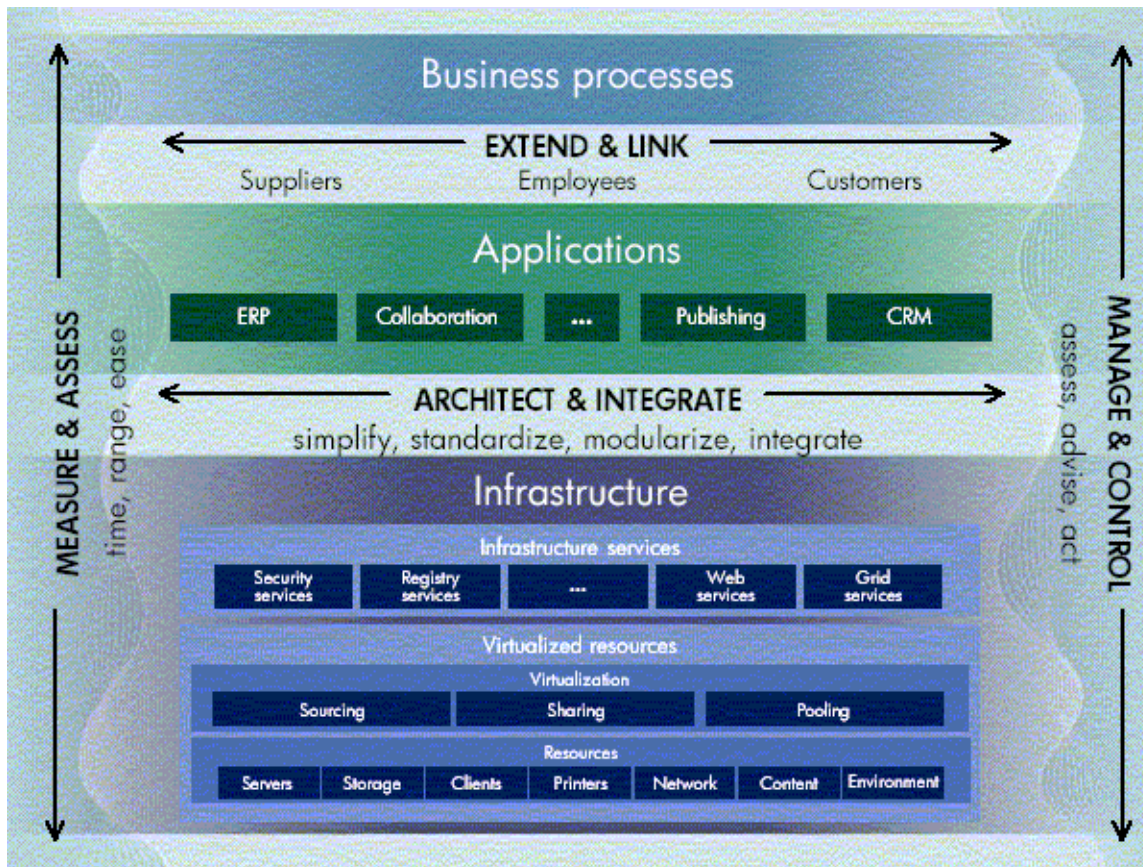 Business processes
EXTEND & LINK
Suppliers Employees Customers
Applications
ERP Collaboration ... Publishing CRM
ARCHITECT & INTEGRATE
simplify, standardize, modularize, integrate
Infrastructure
Infrastructure services
Security services Registry services ... Web services Grid services
Virtualized resources
Virtualization
Sourcing Sharing Pooling
Resources
Servers Storage Clients Printers Network Content Environment
MEASURE & ASSESS
time, range, ease
MANAGE & CONTROL
assess, advise, act